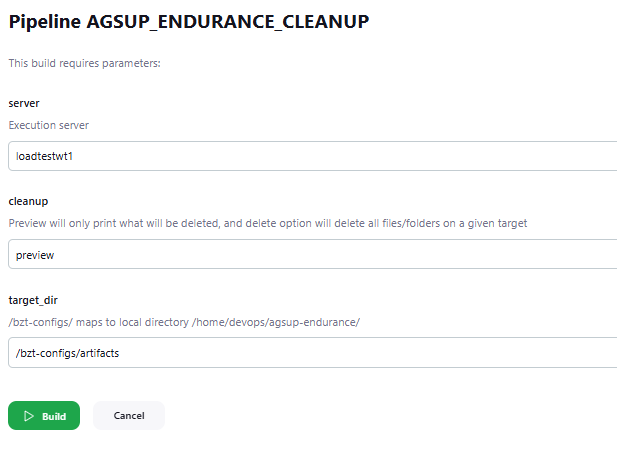 Pipeline AGSUP_ENDURANCE_CLEANUP
This build requires parameters:
server
Execution server
loadtestwt1
cleanup
Preview will only print what will be deleted, and delete option will delete all files/folders on a given target
preview
target_dir
/bzt-configs/ maps to local directory /home/devops/agsup-endurance/
/bzt-configs/artifacts
Build Cancel